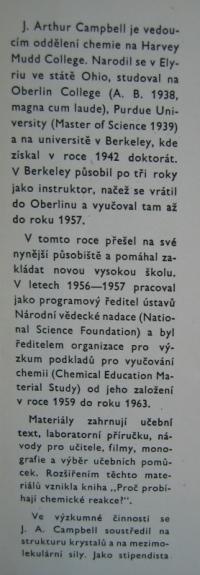 J. Arthur Campbell je vedou-
cím oddělení chemie na Harvey
Mudd College. Narodil se v Ely-
riu ve státě Ohio, studoval na
Oberlin College (A. B. 1938,
magna cum laude), Purdue Uni-
versity (Master of Science 1939)
a na universitě v Berkeley, kde
získal v roce 1942 doktorát.
V Berkeley působil po tři roky
jako instruktor, načež se vrátil
do Oberlinu a vyučoval tam až
do roku 1957.
V tomto roce přešel na své
nynější působiště a pomáhal za-
kládat novou vysokou školu.
V letech 1956—1957 pracoval
jako programový ředitel ústavů
Národní vědecké nadace (Natio-
nal Science Foundation) a byl
ředitelem organizace pro vý-
zkum podkladů pro vyučování
chemii (Chemical Education Ma-
terial Study) od jeho založení
v roce 1959 do roku 1963.
Materiály zahrnují učební
text, laboratorní příručku, ná-
vody pro učitele, filmy, mono-
grafie a výběr učebních pomů-
cek. Rozšířením těchto mate-
riálů vznikla kniha „Proč probí-
hají chemické reakce?".
Ve výzkumné činnosti se
J. A. Campbell soustředil na
strukturu krystalů a na mezimo-
lekulární síly. Jako stipendista